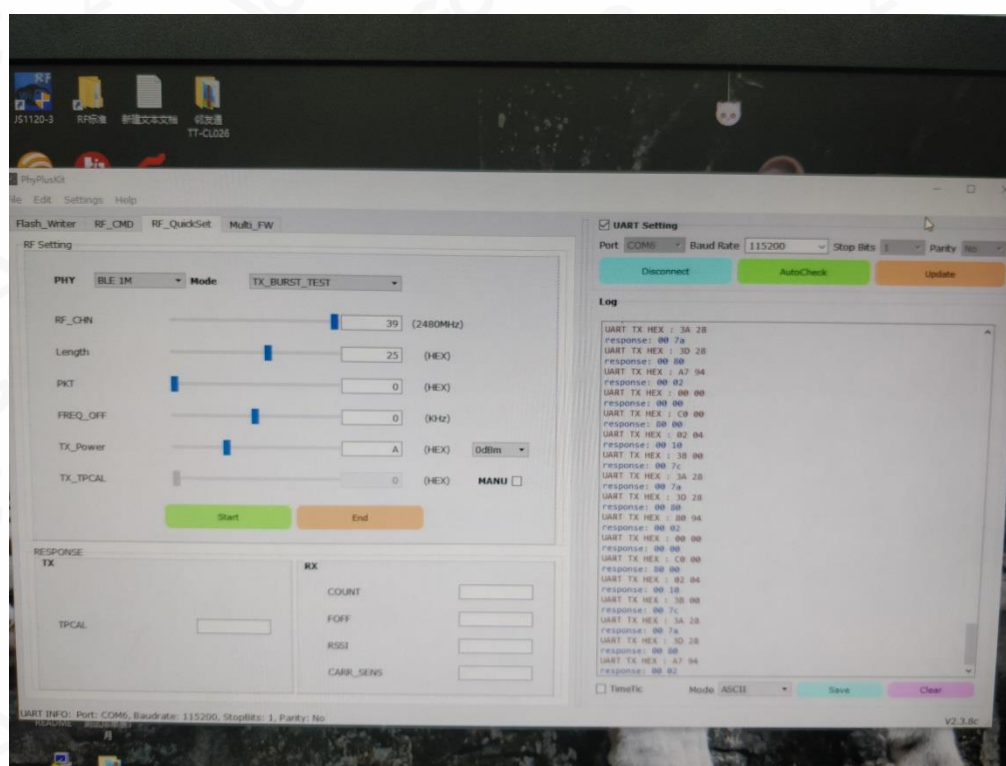 JS1120-3
RF标准
新建文本文档
邻友通
TT-CL026
PhyPlusKit
Edit Settings Help
Flash_Writer RF_CMD RF_QuickSet Multi_FW
RF Setting
PHY BLE 1M Mode TX_BURST_TEST
RF_CHN 39 (2480MHz)
Length 25 (HEX)
PKT 0 (HEX)
FREQ_OFF 0 (KHz)
TX_Power A (HEX) 0dBm
TX_TPCAL 0 (HEX) MANU
Start End
RESPONSE
TX
TPCAL
RX
COUNT
FOFF
RSSI
CARR_SENS
UART INFO: Port: COM6, Baudrate: 115200, StopBits: 1, Parity: No
UART Setting
Port COM6 Baud Rate 115200 Stop Bits 1 Parity No
Disconnect AutoCheck Update
Log
UART TX HEX : 3A 28
response: 00 7a
UART TX HEX : 3D 28
response: 00 80
UART TX HEX : A7 94
response: 00 02
UART TX HEX : 00 00
response: 00 00
UART TX HEX : C0 00
response: 80 00
UART TX HEX : 02 04
response: 00 10
UART TX HEX : 38 00
response: 00 7c
UART TX HEX : 3A 28
response: 00 7a
UART TX HEX : 3D 28
response: 00 80
UART TX HEX : 80 94
response: 00 02
UART TX HEX : 00 00
response: 00 00
UART TX HEX : C0 00
response: 80 00
UART TX HEX : 02 04
response: 00 10
UART TX HEX : 38 00
response: 00 7c
UART TX HEX : 3A 28
response: 00 7a
UART TX HEX : 3D 28
response: 00 80
UART TX HEX : A7 94
response: 00 02
TimeTic Mode ASCII Save Clear
V2.3.8c
月